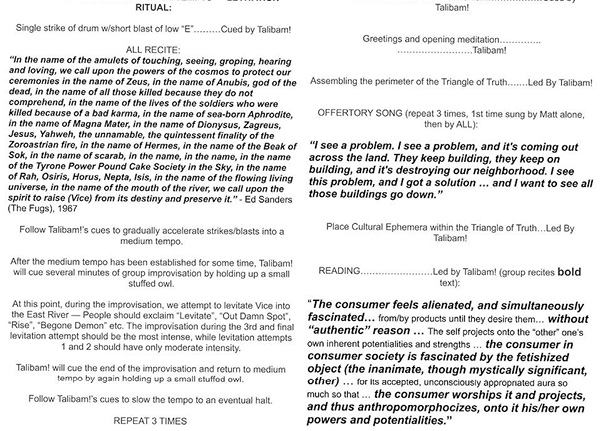 RITUAL:
Single strike of drum w/short blast of low "E"………Cued by Talibam!
ALL RECITE:
"In the name of the amulets of touching, seeing, groping, hearing
and loving, we call upon the powers of the cosmos to protect our
ceremonies in the name of Zeus, in the name of Anubis, god of the
dead, in the name of all those killed because they do not
comprehend, in the name of the lives of the soldiers who were
killed because of a bad karma, in the name of sea-born Aphrodite,
in the name of Magna Mater, in the name of Dionysus, Zagreus,
Jesus, Yahweh, the unnamable, the quintessent finality of the
Zoroastrian fire, in the name of Hermes, in the name of the Beak of
Sok, in the name of scarab, in the name, in the name, in the name
of the Tyrone Power Pound Cake Society in the Sky, in the name
of Rah, Osiris, Horus, Nepta, Isis, in the name of the flowing living
universe, in the name of the mouth of the river, we call upon the
spirit to raise (Vice) from its destiny and preserve it." - Ed Sanders
(The Fugs), 1967
Follow Talibam!'s cues to gradually accelerate strikes/blasts into a
medium tempo.
After the medium tempo has been established for some time, Talibam!
will cue several minutes of group improvisation by holding up a small
stuffed owl.
At this point, during the improvisation, we attempt to levitate Vice into
the East River — People should exclaim "Levitate", "Out Damn Spot",
"Rise", "Begone Demon" etc. The improvisation during the 3rd and final
levitation attempt should be the most intense, while levitation attempts
1 and 2 should have only moderate intensity.
Talibam! will cue the end of the improvisation and return to medium
tempo by again holding up a small stuffed owl.
Follow Talibam!'s cues to slow the tempo to an eventual halt.
REPEAT 3 TIMES
Talibam!
Greetings and opening meditation…………..
…………………….Talibam!
Assembling the perimeter of the Triangle of Truth…….Led By Talibam!
OFFERTORY SONG (repeat 3 times, 1st time sung by Matt alone,
then by ALL):
"I see a problem. I see a problem, and it's coming out
across the land. They keep building, they keep on
building, and it's destroying our neighborhood. I see
this problem, and I got a solution … and I want to see all
those buildings go down."
Place Cultural Ephemera within the Triangle of Truth…Led By
Talibam!
READING…………………..Led by Talibam! (group recites bold
text):
"The consumer feels alienated, and simultaneously
fascinated… from/by products until they desire them… without
"authentic" reason … The self projects onto the "other" one's
own inherent potentialities and strengths … the consumer in
consumer society is fascinated by the fetishized
object (the inanimate, though mystically significant,
other) … for its accepted, unconsciously appropriated aura so
much so that … the consumer worships it and projects,
and thus anthropomorphizes, onto it his/her own
powers and potentialities."